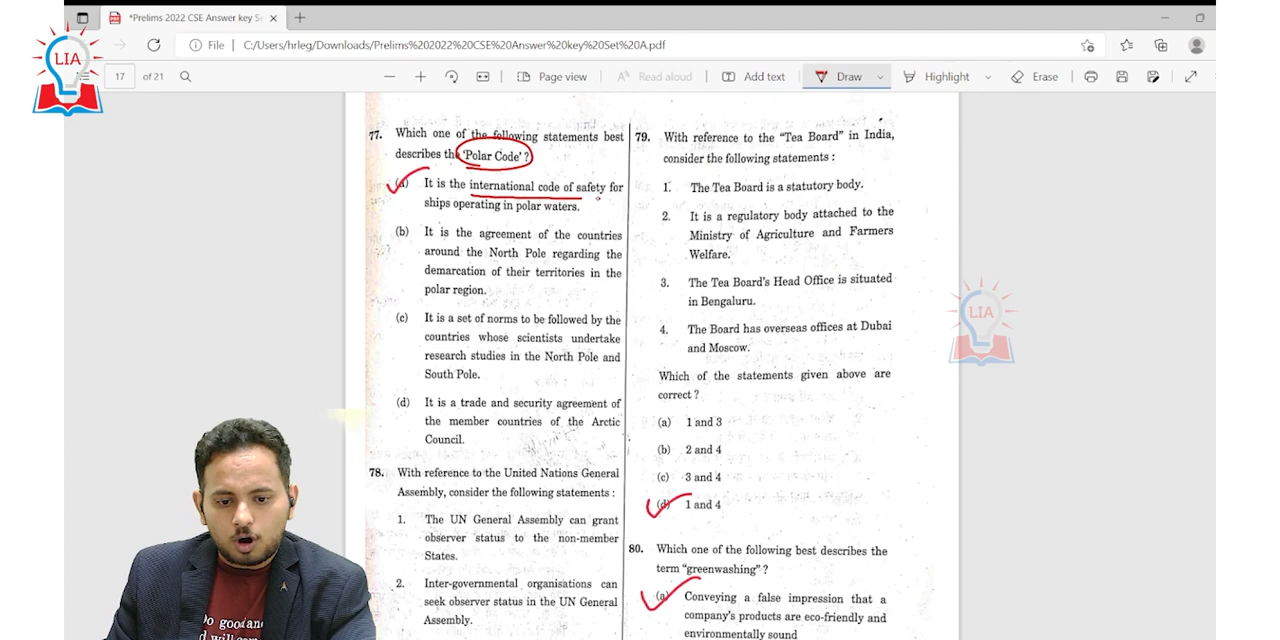 *Prelims 2022 CSE Answer key Se
File
C:/Users/hrleg/Downloads/Prelims%202022%20CSE%20Answer%20key%20Set%20A.pdf
LIA
17 of 21
Page view
Read aloud
Add text
Draw
Highlight
Erase
77. Which one of the following statements best
describes the 'Polar Code' ?
(a) It is the international code of safety for
ships operating in polar waters.
(b) It is the agreement of the countries
around the North Pole regarding the
demarcation of their territories in the
polar region.
(c) It is a set of norms to be followed by the
countries whose scientists undertake
research studies in the North Pole and
South Pole.
(d) It is a trade and security agreement of
the member countries of the Arctic
Council.
78. With reference to the United Nations General
Assembly, consider the following statements :
1. The UN General Assembly can grant
observer status to the non-member
States.
2. Inter-governmental organisations can
seek observer status in the UN General
Assembly.
79. With reference to the "Tea Board" in India,
consider the following statements :
1. The Tea Board is a statutory body.
2. It is a regulatory body attached to the
Ministry of Agriculture and Farmers
Welfare.
3. The Tea Board's Head Office is situated
in Bengaluru.
4. The Board has overseas offices at Dubai
and Moscow.
Which of the statements given above are
correct ?
(a) 1 and 3
(b) 2 and 4
(c) 3 and 4
(d) 1 and 4
80. Which one of the following best describes the
term "greenwashing" ?
(a) Conveying a false impression that a
company's products are eco-friendly and
environmentally sound
LIA
Do good and
will